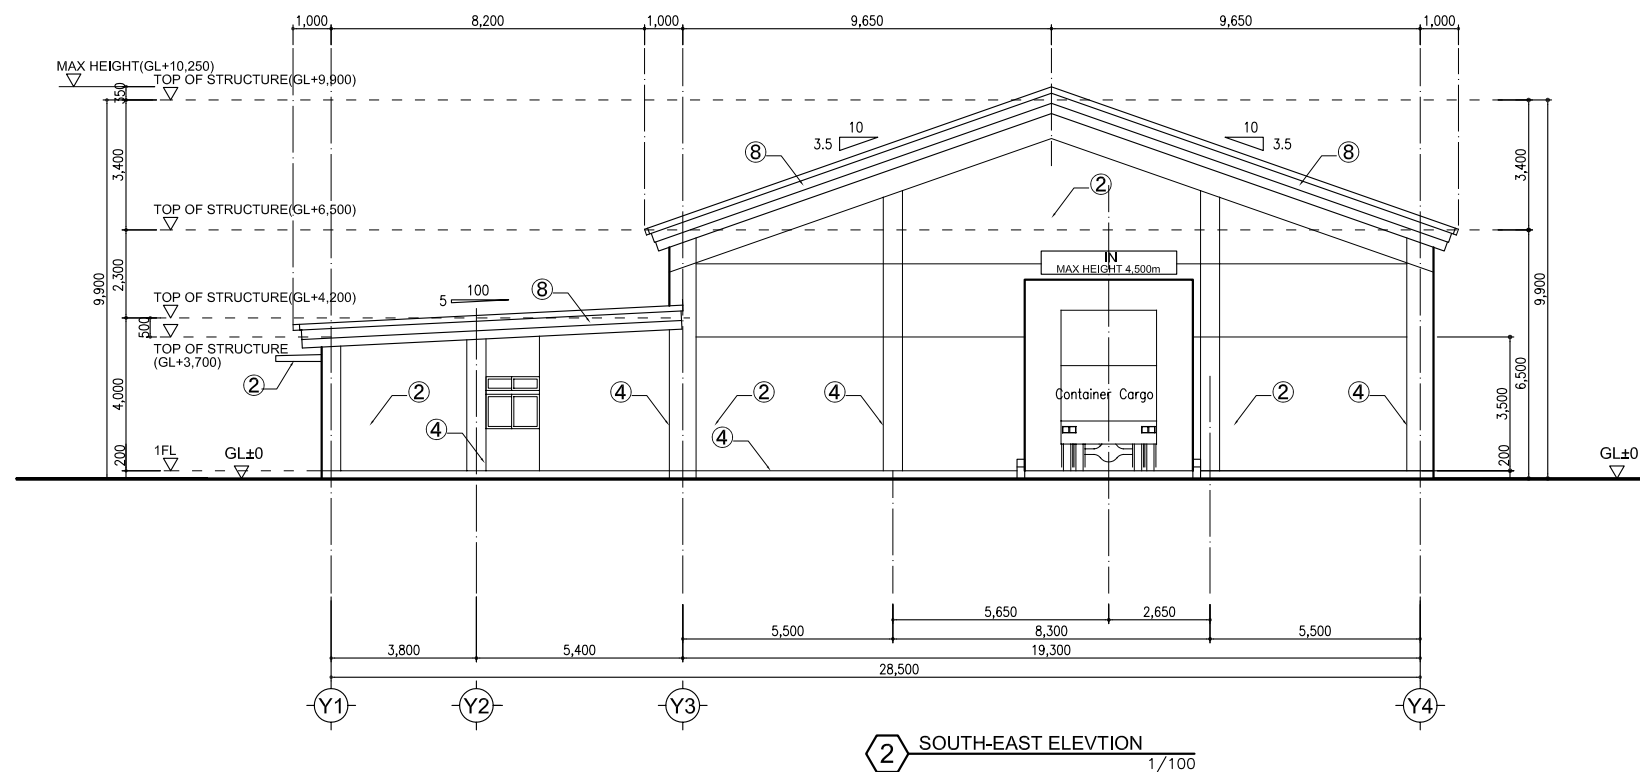 1,000
8,200
1,000
9,650
9,650
1,000
MAX HEIGHT(GL+10,250)
TOP OF STRUCTURE(GL+9,900)
350
10
3.5
10
3.5
8
8
3,400
3,400
2
TOP OF STRUCTURE(GL+6,500)
IN
MAX HEIGHT 4,500m
9,900
2,300
9,900
TOP OF STRUCTURE(GL+4,200)
5
100
8
500
TOP OF STRUCTURE
(GL+3,700)
2
2
4
2
4
Container Cargo
2
4
4,000
6,500
3,500
4
4
200
1FL
GL±0
200
GL±0
5,650
2,650
5,500
8,300
5,500
3,800
5,400
19,300
28,500
Y1
Y2
Y3
Y4
2
SOUTH-EAST ELEVTION
1/100